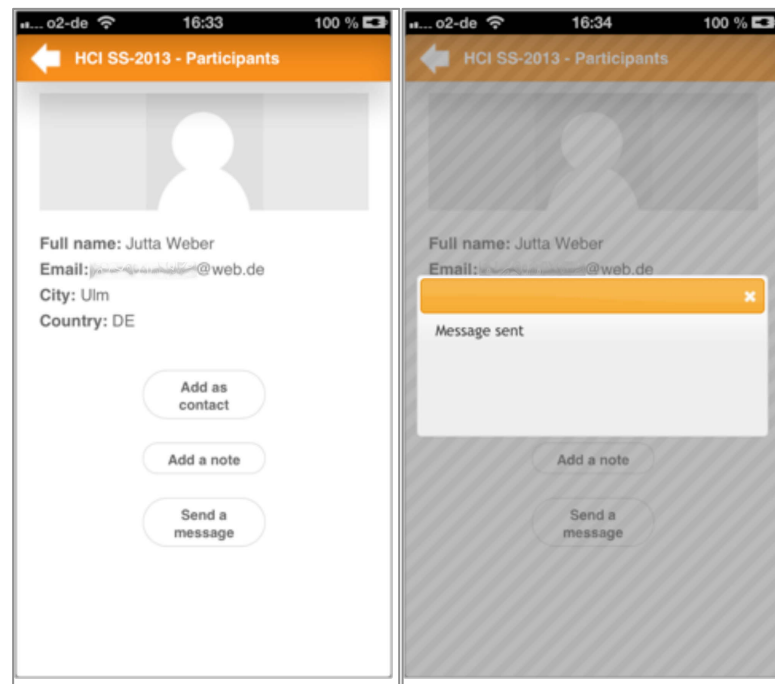 o2-de 16:33 100 %
HCI SS-2013 - Participants
Full name: Jutta Weber
Email: @web.de
City: Ulm
Country: DE
Add as
contact
Add a note
Send a
message
o2-de 16:34 100 %
HCI SS-2013 - Participants
Full name: Jutta Weber
Email: @web.de
Message sent
Add a note
Send a
message